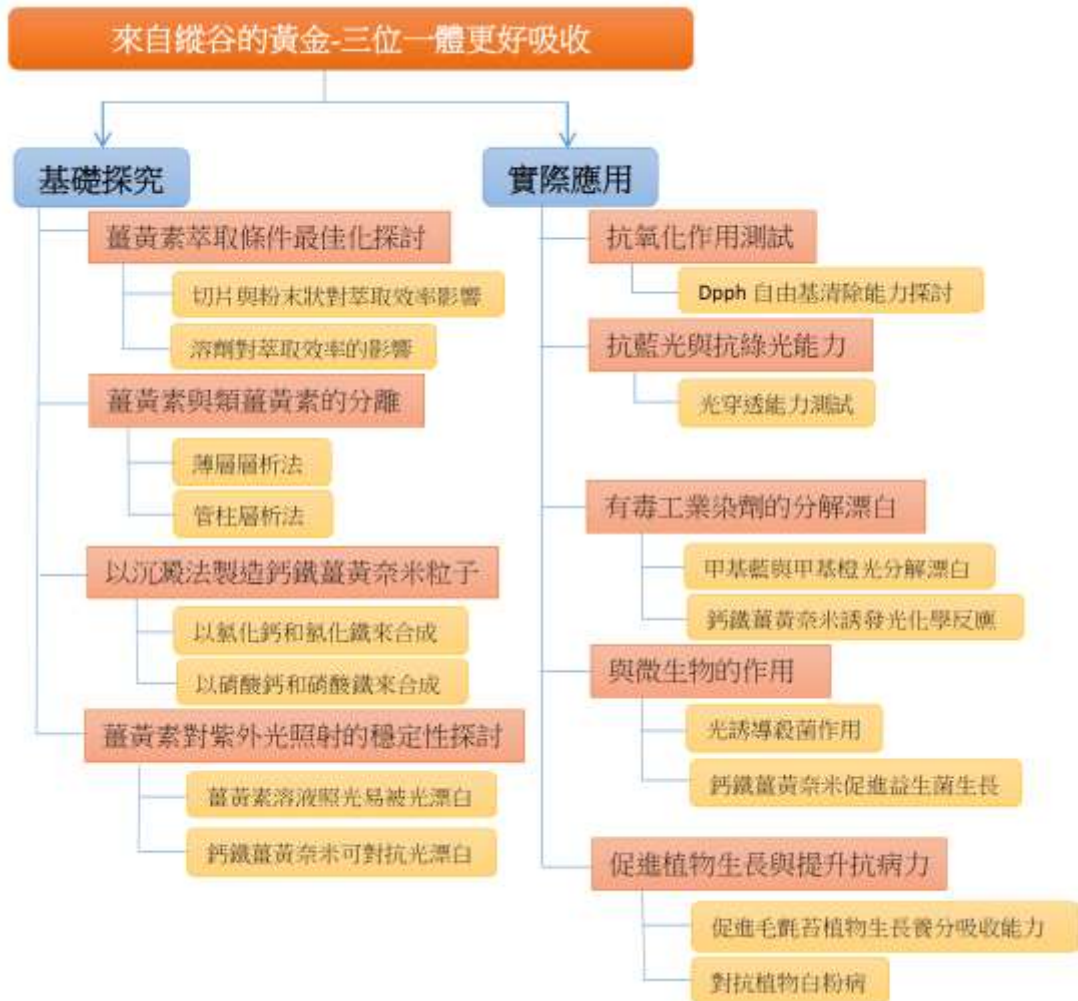 來自縱谷的黃金-三位一體更好吸收
基礎探究
薑黃素萃取條件最佳化探討
切片與粉末狀對萃取效率影響
溶劑對萃取效率的影響
薑黃素與類薑黃素的分離
薄層層析法
管柱層析法
以沉澱法製造鈣鐵薑黃奈米粒子
以氯化鈣和氯化鐵來合成
以硝酸鈣和硝酸鐵來合成
薑黃素對紫外光照射的穩定性探討
薑黃素溶液照光易被光漂白
鈣鐵薑黃奈米可對抗光漂白
實際應用
抗氧化作用測試
Dpph 自由基清除能力探討
抗藍光與抗綠光能力
光穿透能力測試
有毒工業染劑的分解漂白
甲基藍與甲基橙光分解漂白
鈣鐵薑黃奈米誘發光化學反應
與微生物的作用
光誘導殺菌作用
鈣鐵薑黃奈米促進益生菌生長
促進植物生長與提升抗病力
促進毛氈苔植物生長養分吸收能力
對抗植物白粉病